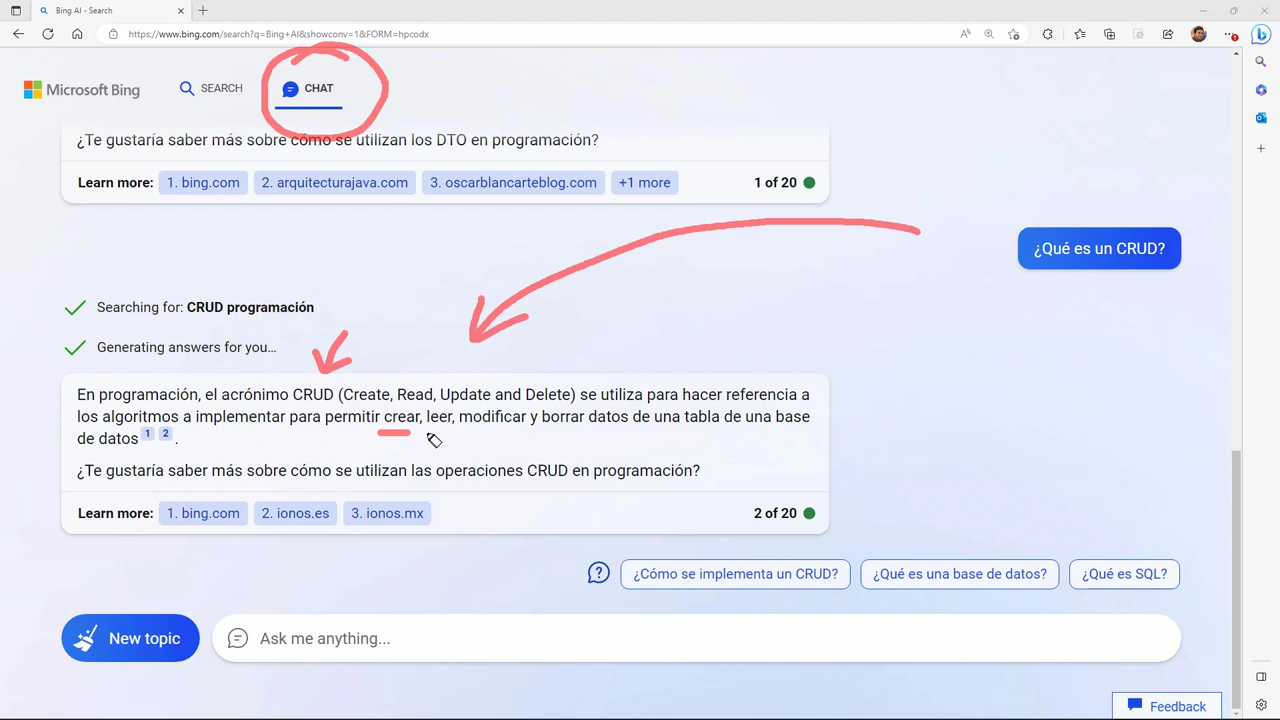 Bing AI - Search
https://www.bing.com/search?q=Bing+AI&showconv=1&FORM=hpcodx
Microsoft Bing
SEARCH
CHAT
¿Te gustaría saber más sobre cómo se utilizan los DTO en programación?
Learn more: 1. bing.com 2. arquitecturajava.com 3. oscarblancarteblog.com +1 more 1 of 20
¿Qué es un CRUD?
Searching for: CRUD programación
Generating answers for you...
En programación, el acrónimo CRUD (Create, Read, Update and Delete) se utiliza para hacer referencia a
los algoritmos a implementar para permitir crear, leer, modificar y borrar datos de una tabla de una base
de datos 1 2 .
¿Te gustaría saber más sobre cómo se utilizan las operaciones CRUD en programación?
Learn more: 1. bing.com 2. ionos.es 3. ionos.mx 2 of 20
¿Cómo se implementa un CRUD? ¿Qué es una base de datos? ¿Qué es SQL?
New topic
Ask me anything...
Feedback